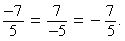 -7/5 = 7/-5 = - 7/5.